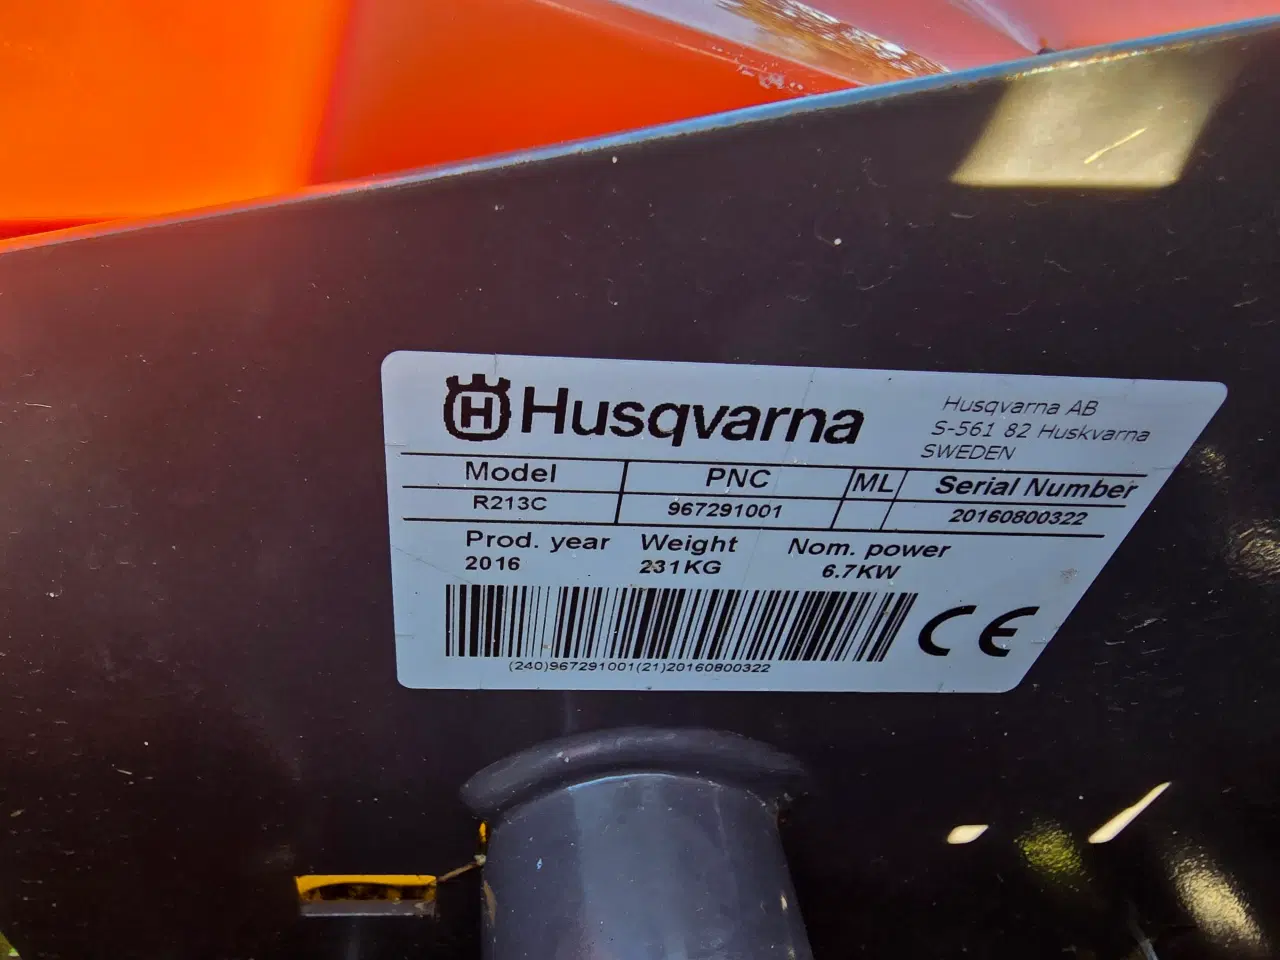 H Husqvarna
Husqvarna AB
S-561 82 Huskvarna
SWEDEN
Model PNC ML Serial Number
R213C 967291001 20160800322
Prod. year Weight Nom. power
2016 231KG 6.7KW
CE
(240)967291001(21)20160800322